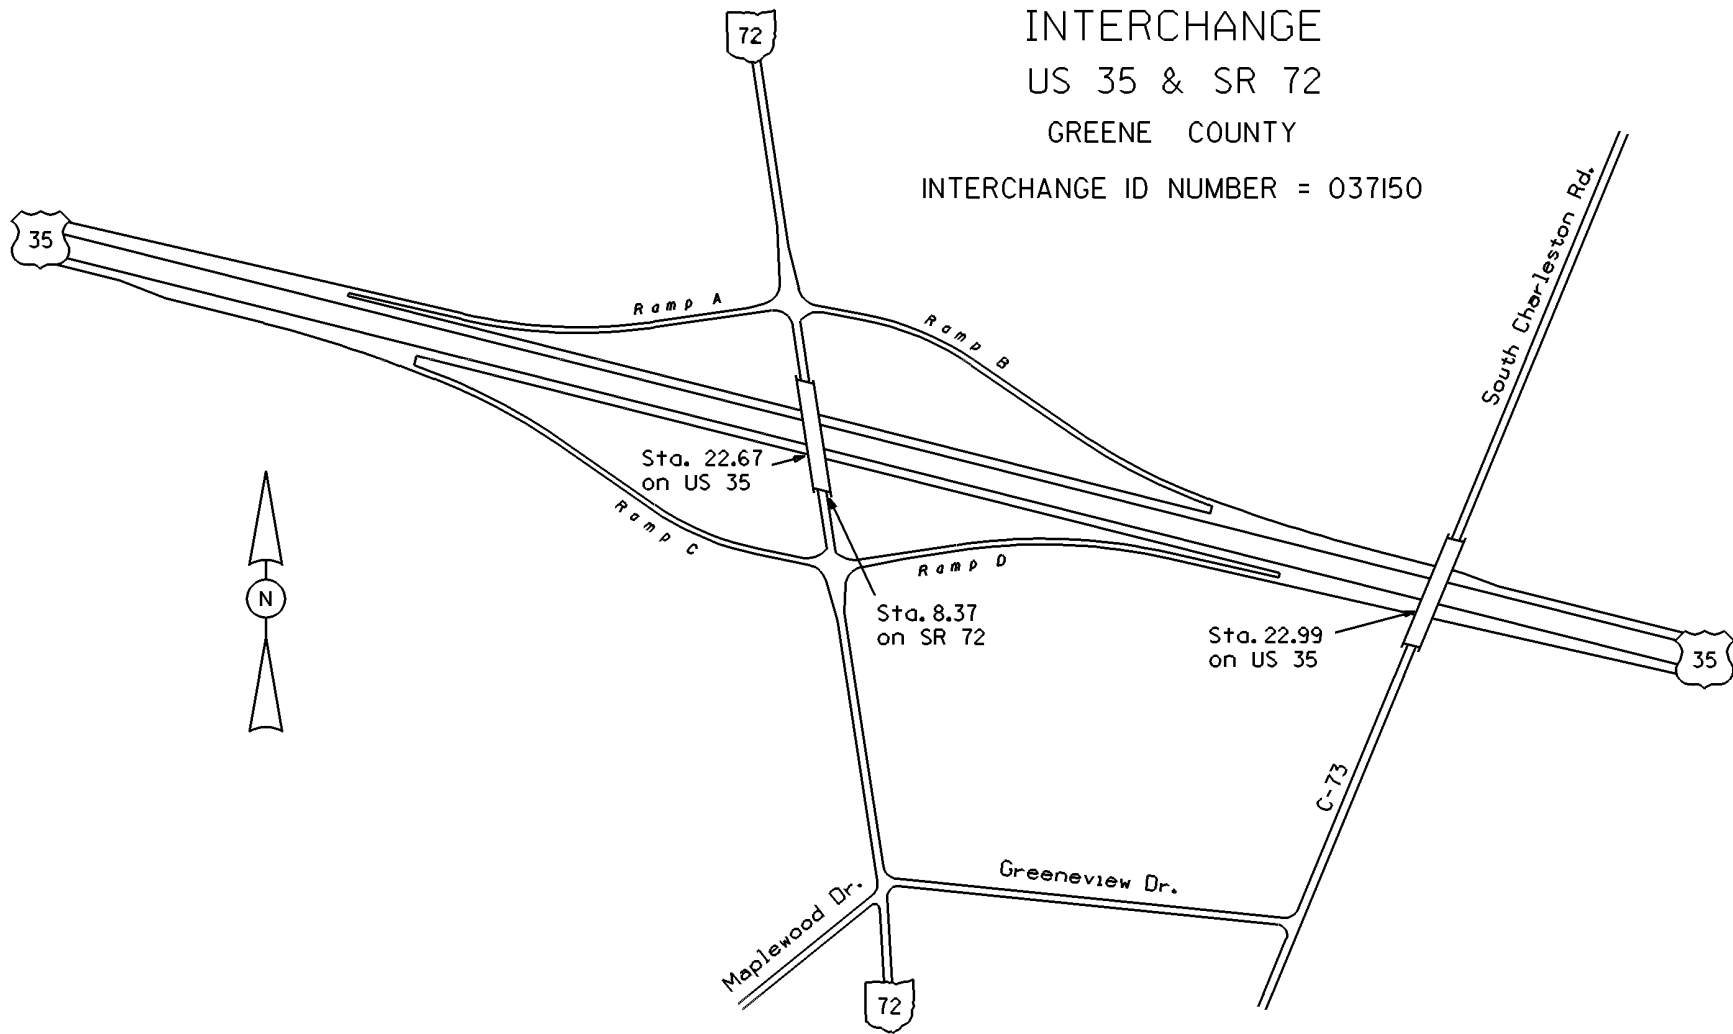 INTERCHANGE
US 35 & SR 72
GREENE COUNTY
INTERCHANGE ID NUMBER = 037150
72
35
South Charleston Rd.
Ramp A
Ramp B
Sta. 22.67
on US 35
Ramp C
Ramp D
N
Sta. 8.37
on SR 72
Sta. 22.99
on US 35
35
C-73
Greeneview Dr.
Maplewood Dr.
72